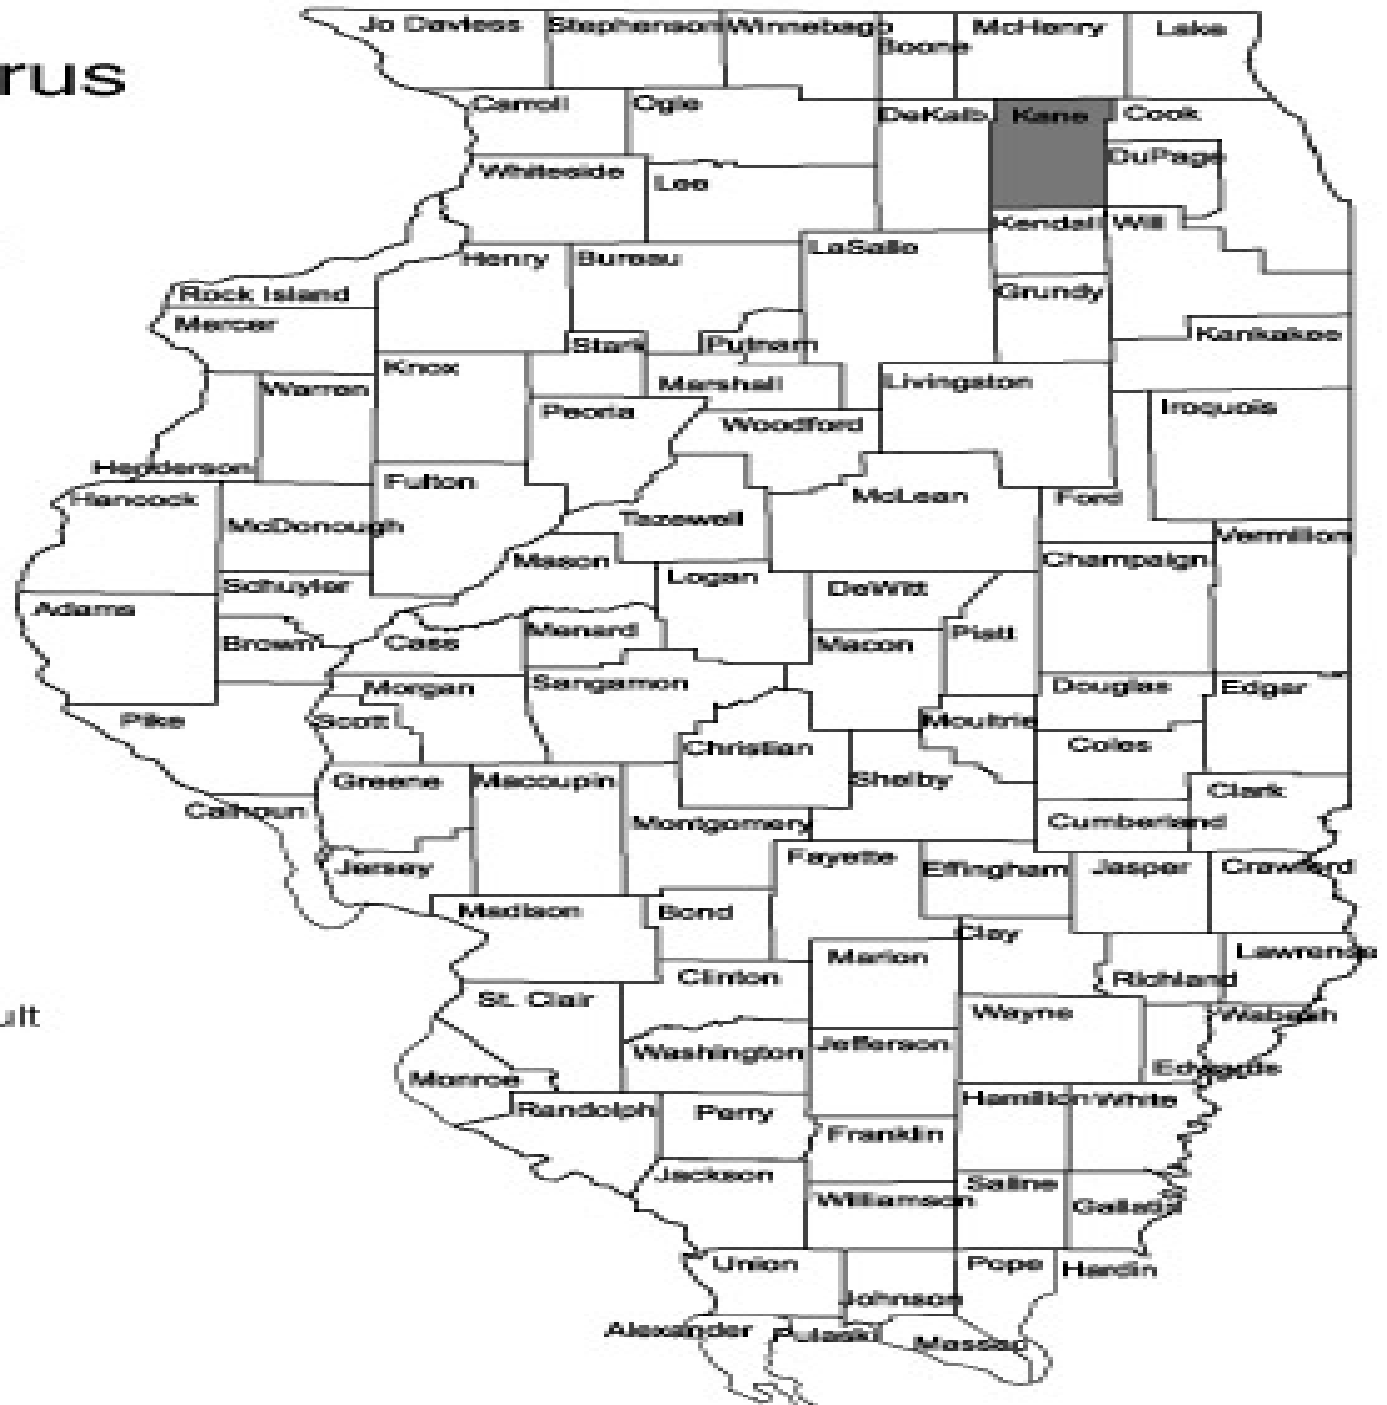 Jo Daviess Stephenson Winnebago Boone McHenry Lake
rus
Carroll Ogle DeKalb Kane Cook
DuPage
Whiteside Lee
Kendall Will
Henry Bureau LaSalle
Rock Island Grundy
Mercer Kankakee
Stark Putnam
Knox Marshall Livingston
Warren Peoria Woodford Iroquois
Henderson Fulton
Hancock McLean Ford
McDonough Tazewell Vermilion
Mason Champaign
Schuyler Logan DeWitt
Adams
Brown Cass Menard Macon Piatt
Morgan Sangamon Douglas Edgar
Pike Scott Moultrie
Christian Coles
Greene Macoupin Shelby Clark
Calhoun Montgomery Cumberland
Jersey Fayette Effingham Jasper Crawford
Madison Bond
Clay
Marion Lawrence
Clinton Richland
St. Clair
ult
Wayne Wabash
Washington Jefferson
Monroe Edwards
Randolph Perry Hamilton White
Franklin
Jackson Saline
Williamson Gallatin
Union Pope Hardin
Johnson
Alexander Pulaski Massac